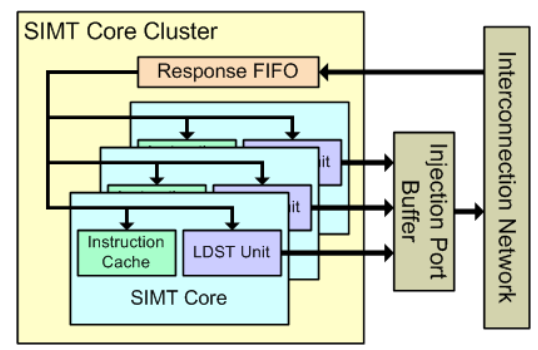 SIMT Core Cluster
Response FIFO
Instruction
Cache
LDST Unit
SIMT Core
Injection Port
Buffer
Interconnection Network